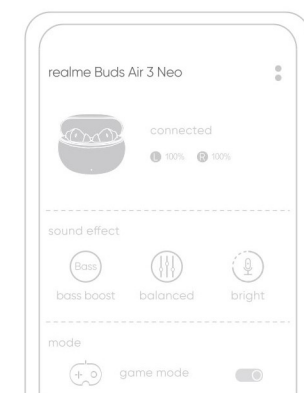 realme Buds Air 3 Neo
connected
L 100% R 100%
sound effect
Bass
bass boost balanced bright
mode
game mode